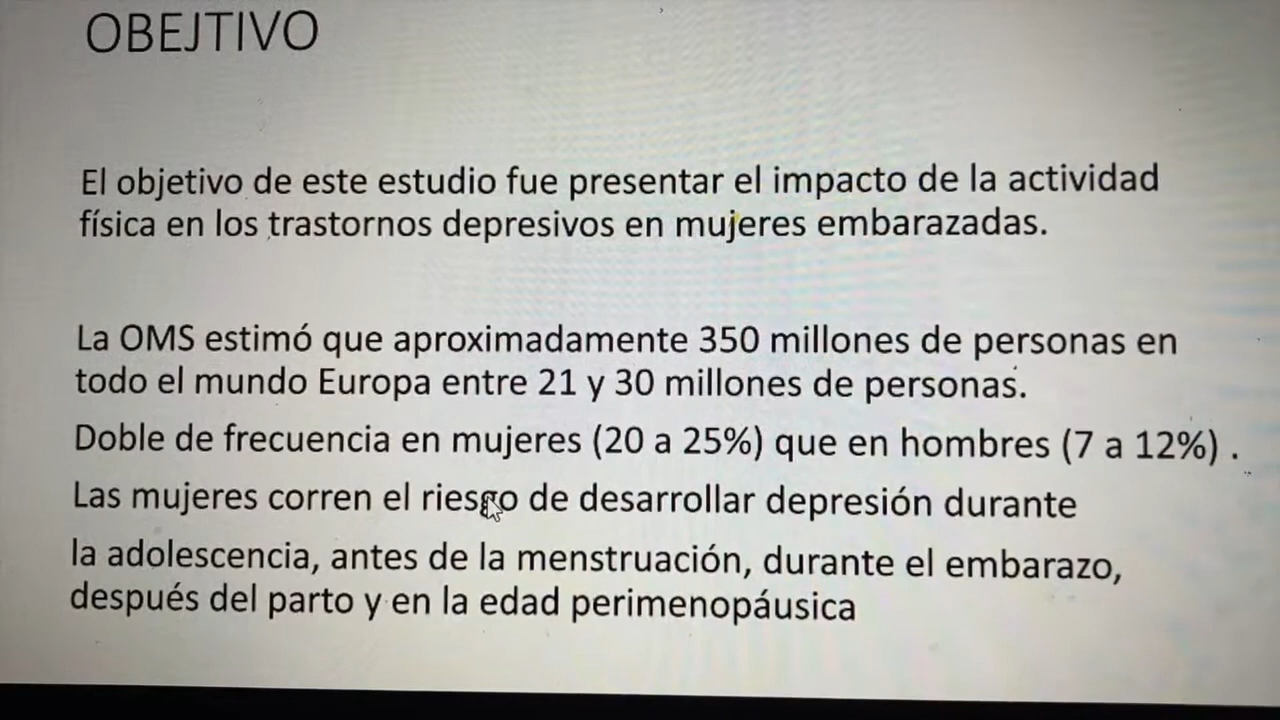 OBEJTIVO
El objetivo de este estudio fue presentar el impacto de la actividad
física en los trastornos depresivos en mujeres embarazadas.
La OMS estimó que aproximadamente 350 millones de personas en
todo el mundo Europa entre 21 y 30 millones de personas.
Doble de frecuencia en mujeres (20 a 25%) que en hombres (7 a 12%) .
Las mujeres corren el riesgo de desarrollar depresión durante
la adolescencia, antes de la menstruación, durante el embarazo,
después del parto y en la edad perimenopáusica